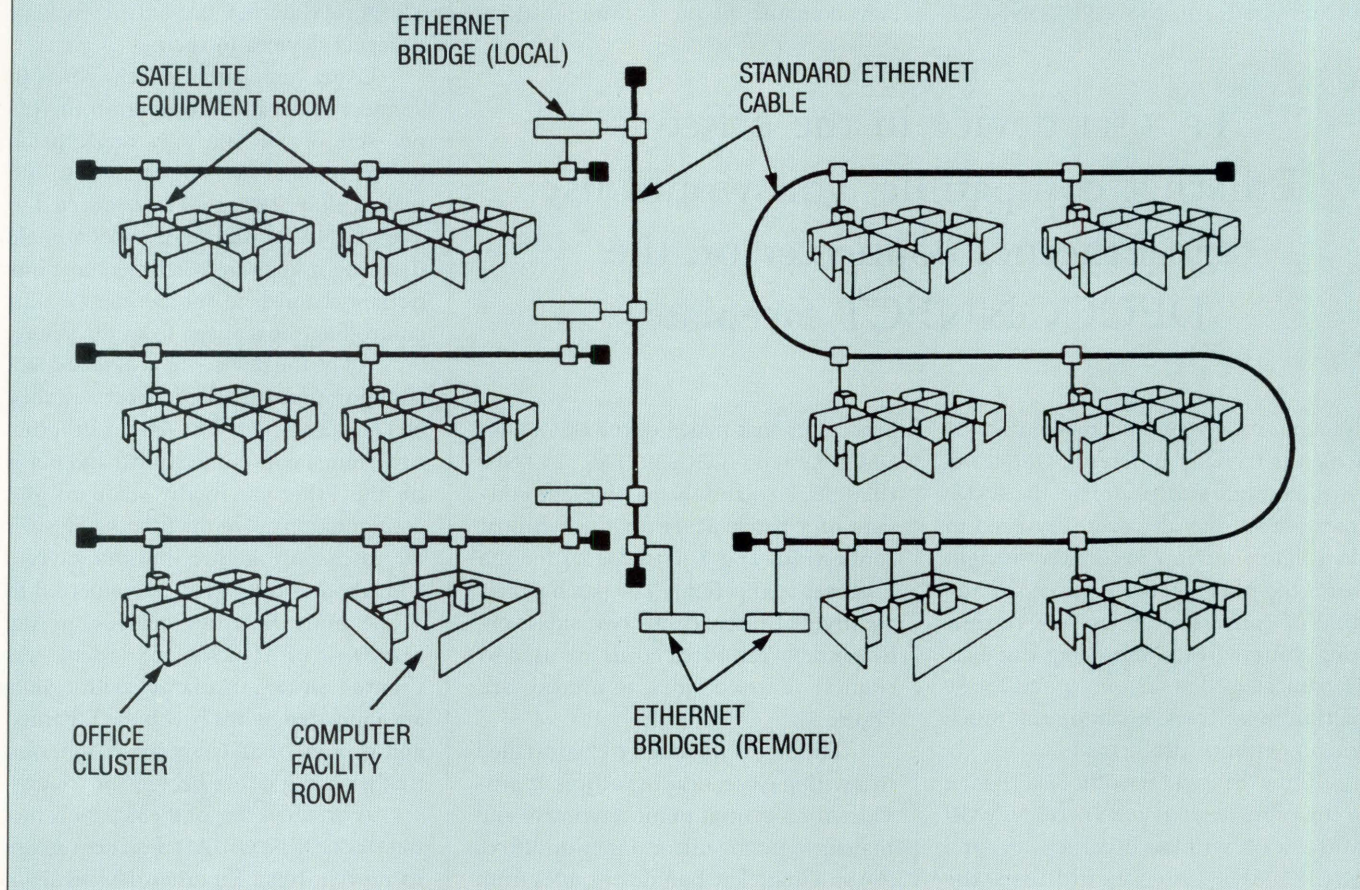 ETHERNET
BRIDGE (LOCAL)
SATELLITE
EQUIPMENT ROOM
STANDARD ETHERNET
CABLE
OFFICE
CLUSTER
COMPUTER
FACILITY
ROOM
ETHERNET
BRIDGES (REMOTE)